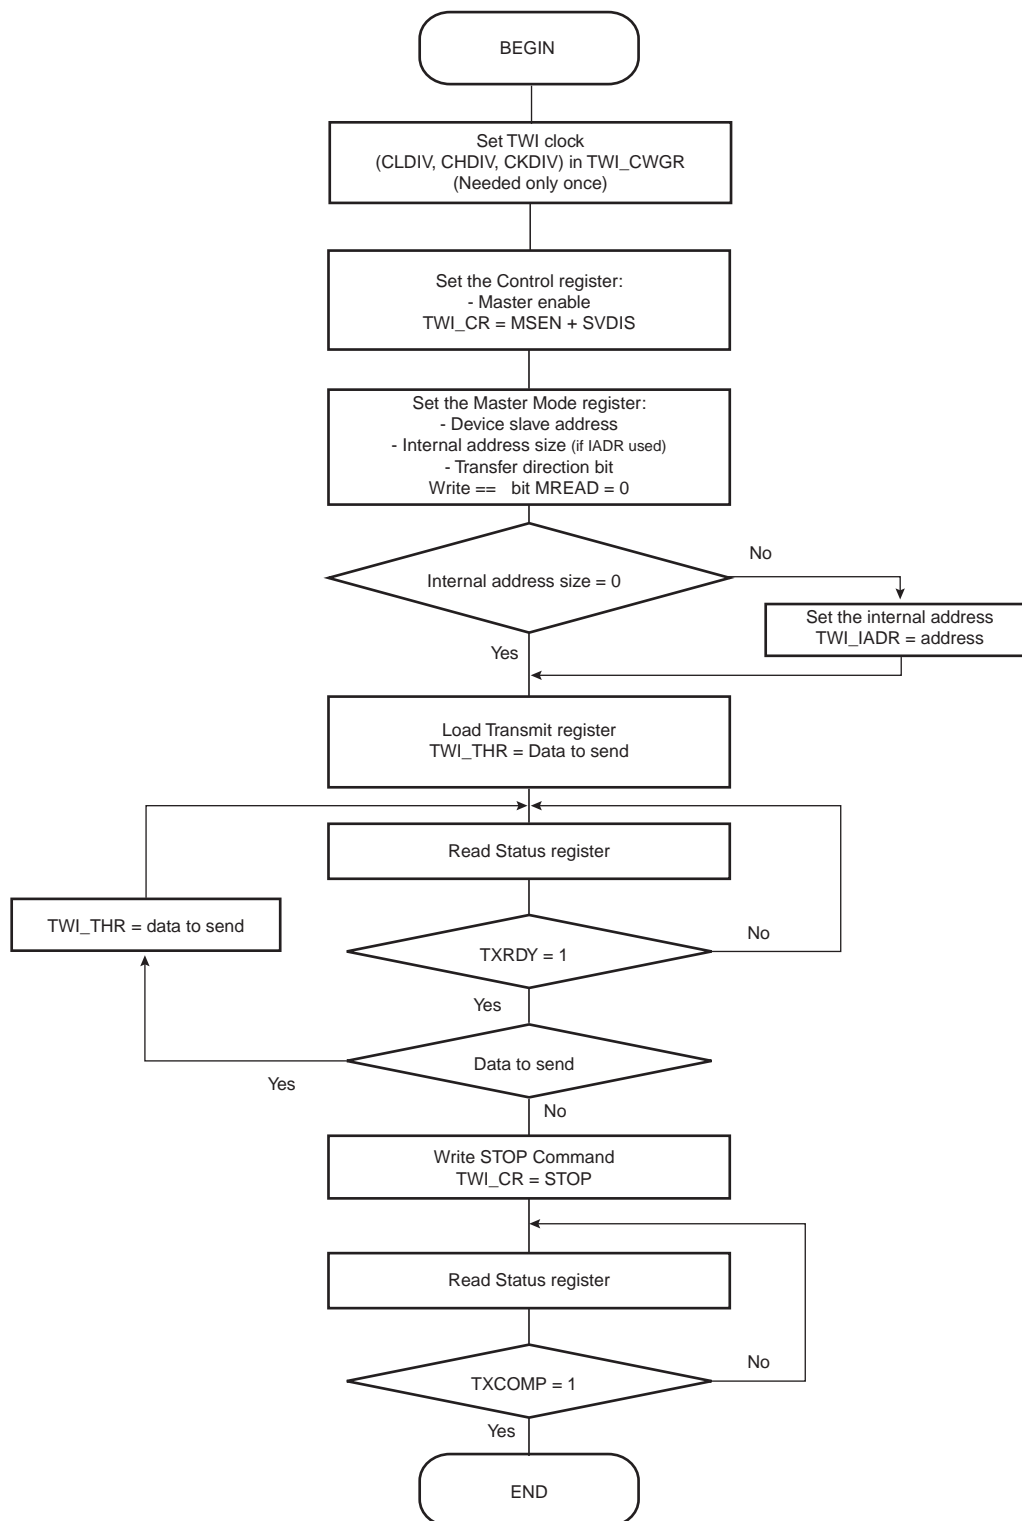 BEGIN
Set TWI clock
(CLDIV, CHDIV, CKDIV) in TWI_CWGR
(Needed only once)
Set the Control register:
- Master enable
TWI_CR = MSEN + SVDIS
Set the Master Mode register:
- Device slave address
- Internal address size (if IADR used)
- Transfer direction bit
Write == bit MREAD = 0
No
Internal address size = 0
Set the internal address
TWI_IADR = address
Yes
Load Transmit register
TWI_THR = Data to send
Read Status register
TWI_THR = data to send
No
TXRDY = 1
Yes
Data to send
Yes
No
Write STOP Command
TWI_CR = STOP
Read Status register
No
TXCOMP = 1
Yes
END